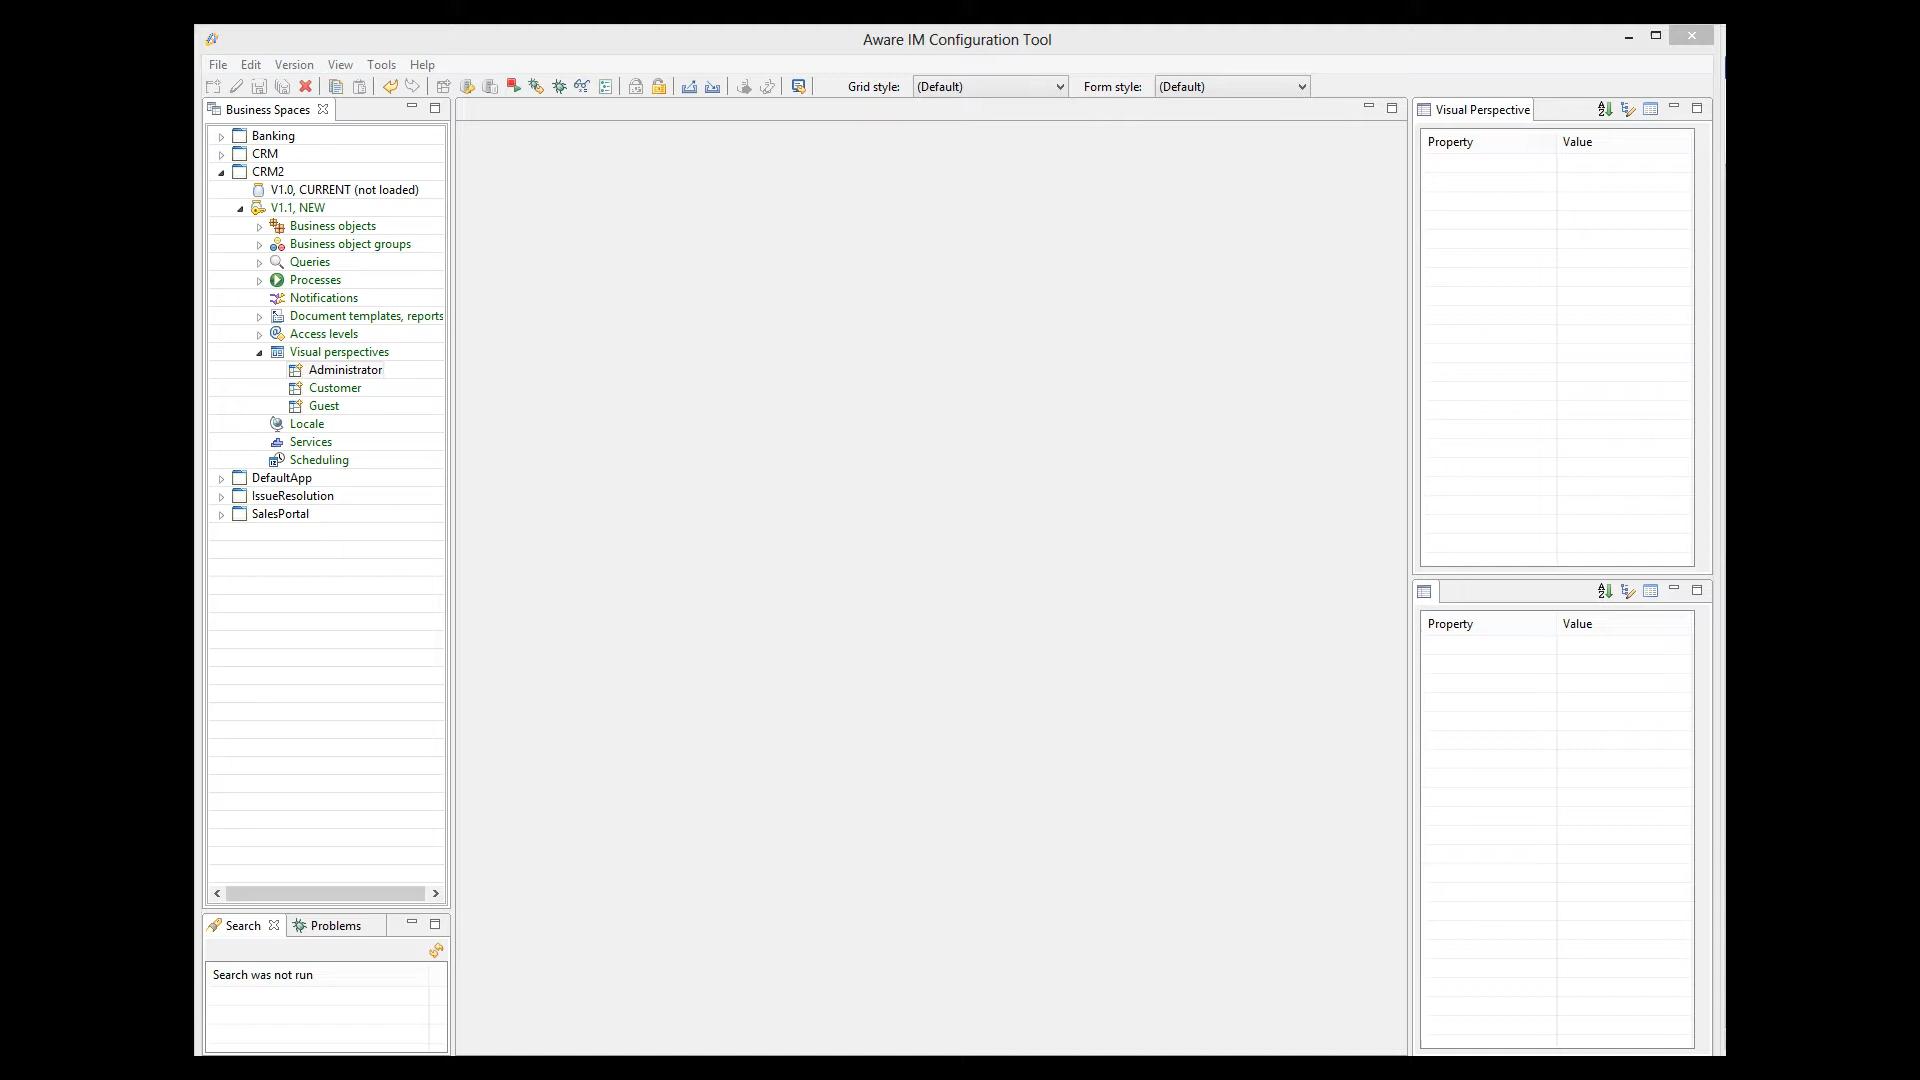 Aware IM Configuration Tool
File Edit Version View Tools Help
Grid style: (Default) Form style: (Default)
Business Spaces
Banking
CRM
CRM2
V1.0, CURRENT (not loaded)
V1.1, NEW
Business objects
Business object groups
Queries
Processes
Notifications
Document templates, reports
Access levels
Visual perspectives
Administrator
Customer
Guest
Locale
Services
Scheduling
DefaultApp
IssueResolution
SalesPortal
Search Problems
Search was not run
Visual Perspective
Property Value
Property Value